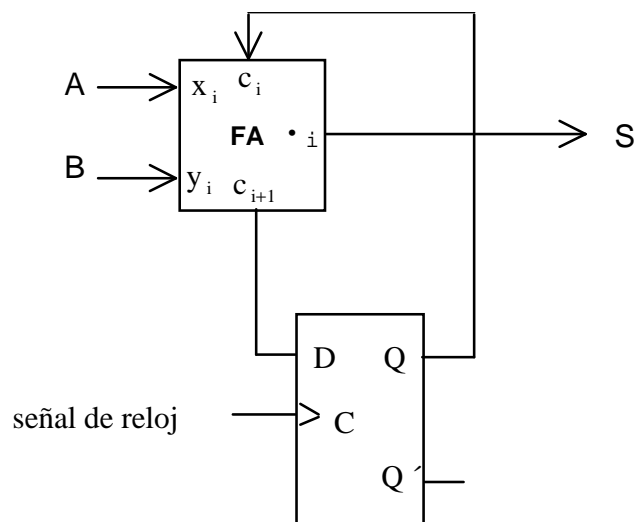 A
x i c i
FA • i
S
B
y i c i+1
D Q
señal de reloj
C
Q ´